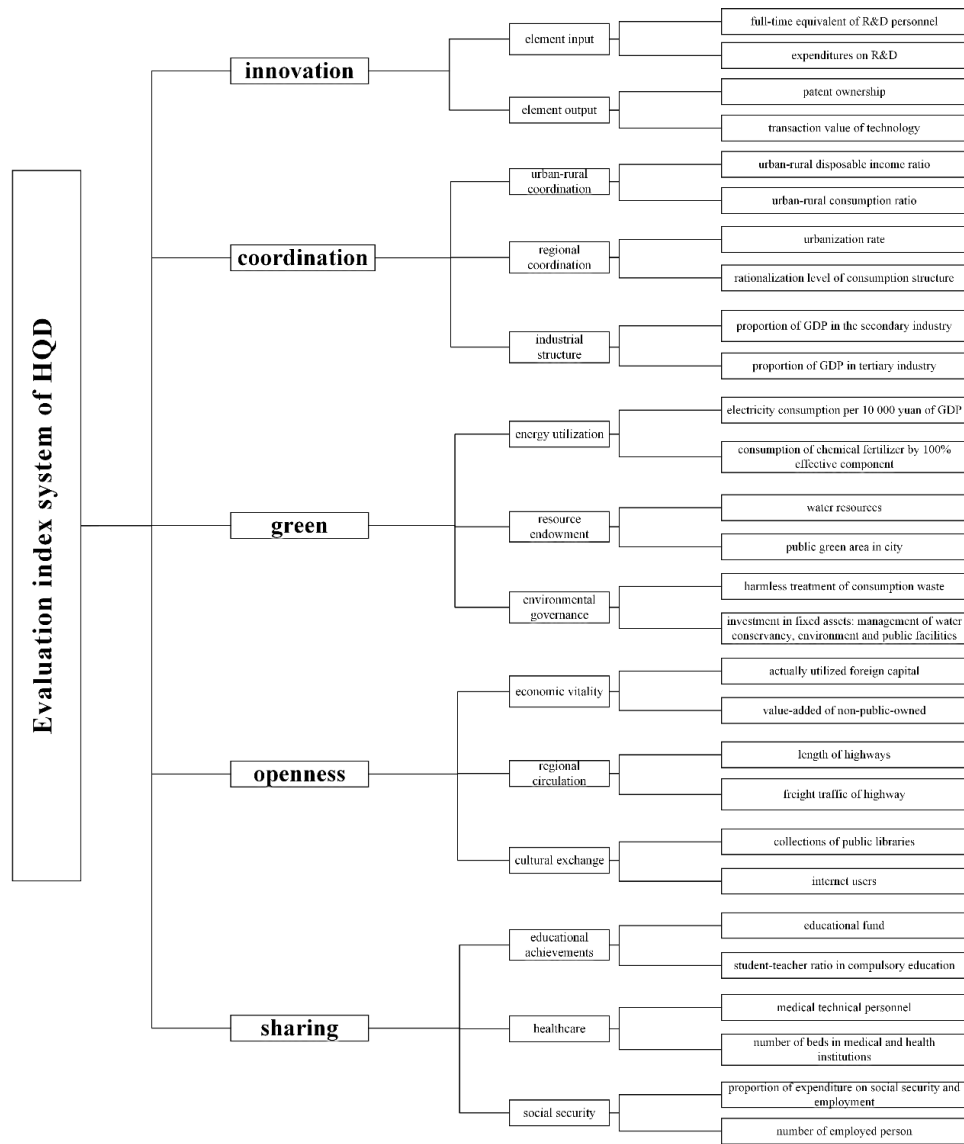 Evaluation index system of HQD
innovation
element input
full-time equivalent of R&D personnel
expenditures on R&D
element output
patent ownership
transaction value of technology
coordination
urban-rural
coordination
urban-rural disposable income ratio
urban-rural consumption ratio
regional
coordination
urbanization rate
rationalization level of consumption structure
industrial
structure
proportion of GDP in the secondary industry
proportion of GDP in tertiary industry
green
energy utilization
electricity consumption per 10 000 yuan of GDP
consumption of chemical fertilizer by 100%
effective component
resource
endowment
water resources
public green area in city
environmental
governance
harmless treatment of consumption waste
investment in fixed assets: management of water
conservancy, environment and public facilities
openness
economic vitality
actually utilized foreign capital
value-added of non-public-owned
regional
circulation
length of highways
freight traffic of highway
cultural exchange
collections of public libraries
internet users
sharing
educational
achievements
educational fund
student-teacher ratio in compulsory education
healthcare
medical technical personnel
number of beds in medical and health
institutions
social security
proportion of expenditure on social security and
employment
number of employed person